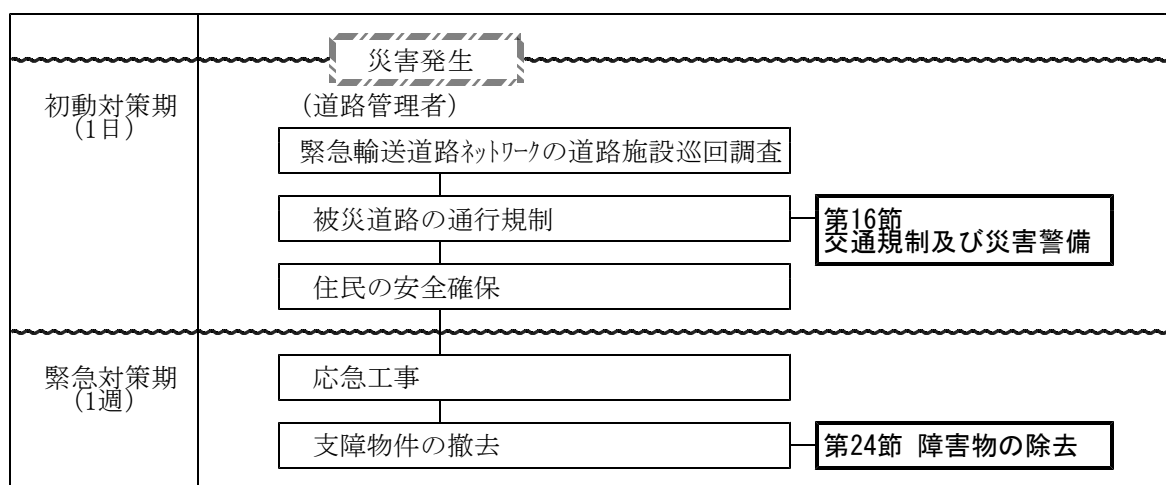 災害発生
初動対策期
(1日)
(道路管理者)
緊急輸送道路ﾈｯﾄﾜｰｸの道路施設巡回調査
被災道路の通行規制
第16節
交通規制及び災害警備
住民の安全確保
緊急対策期
(1週)
応急工事
支障物件の撤去
第24節 障害物の除去